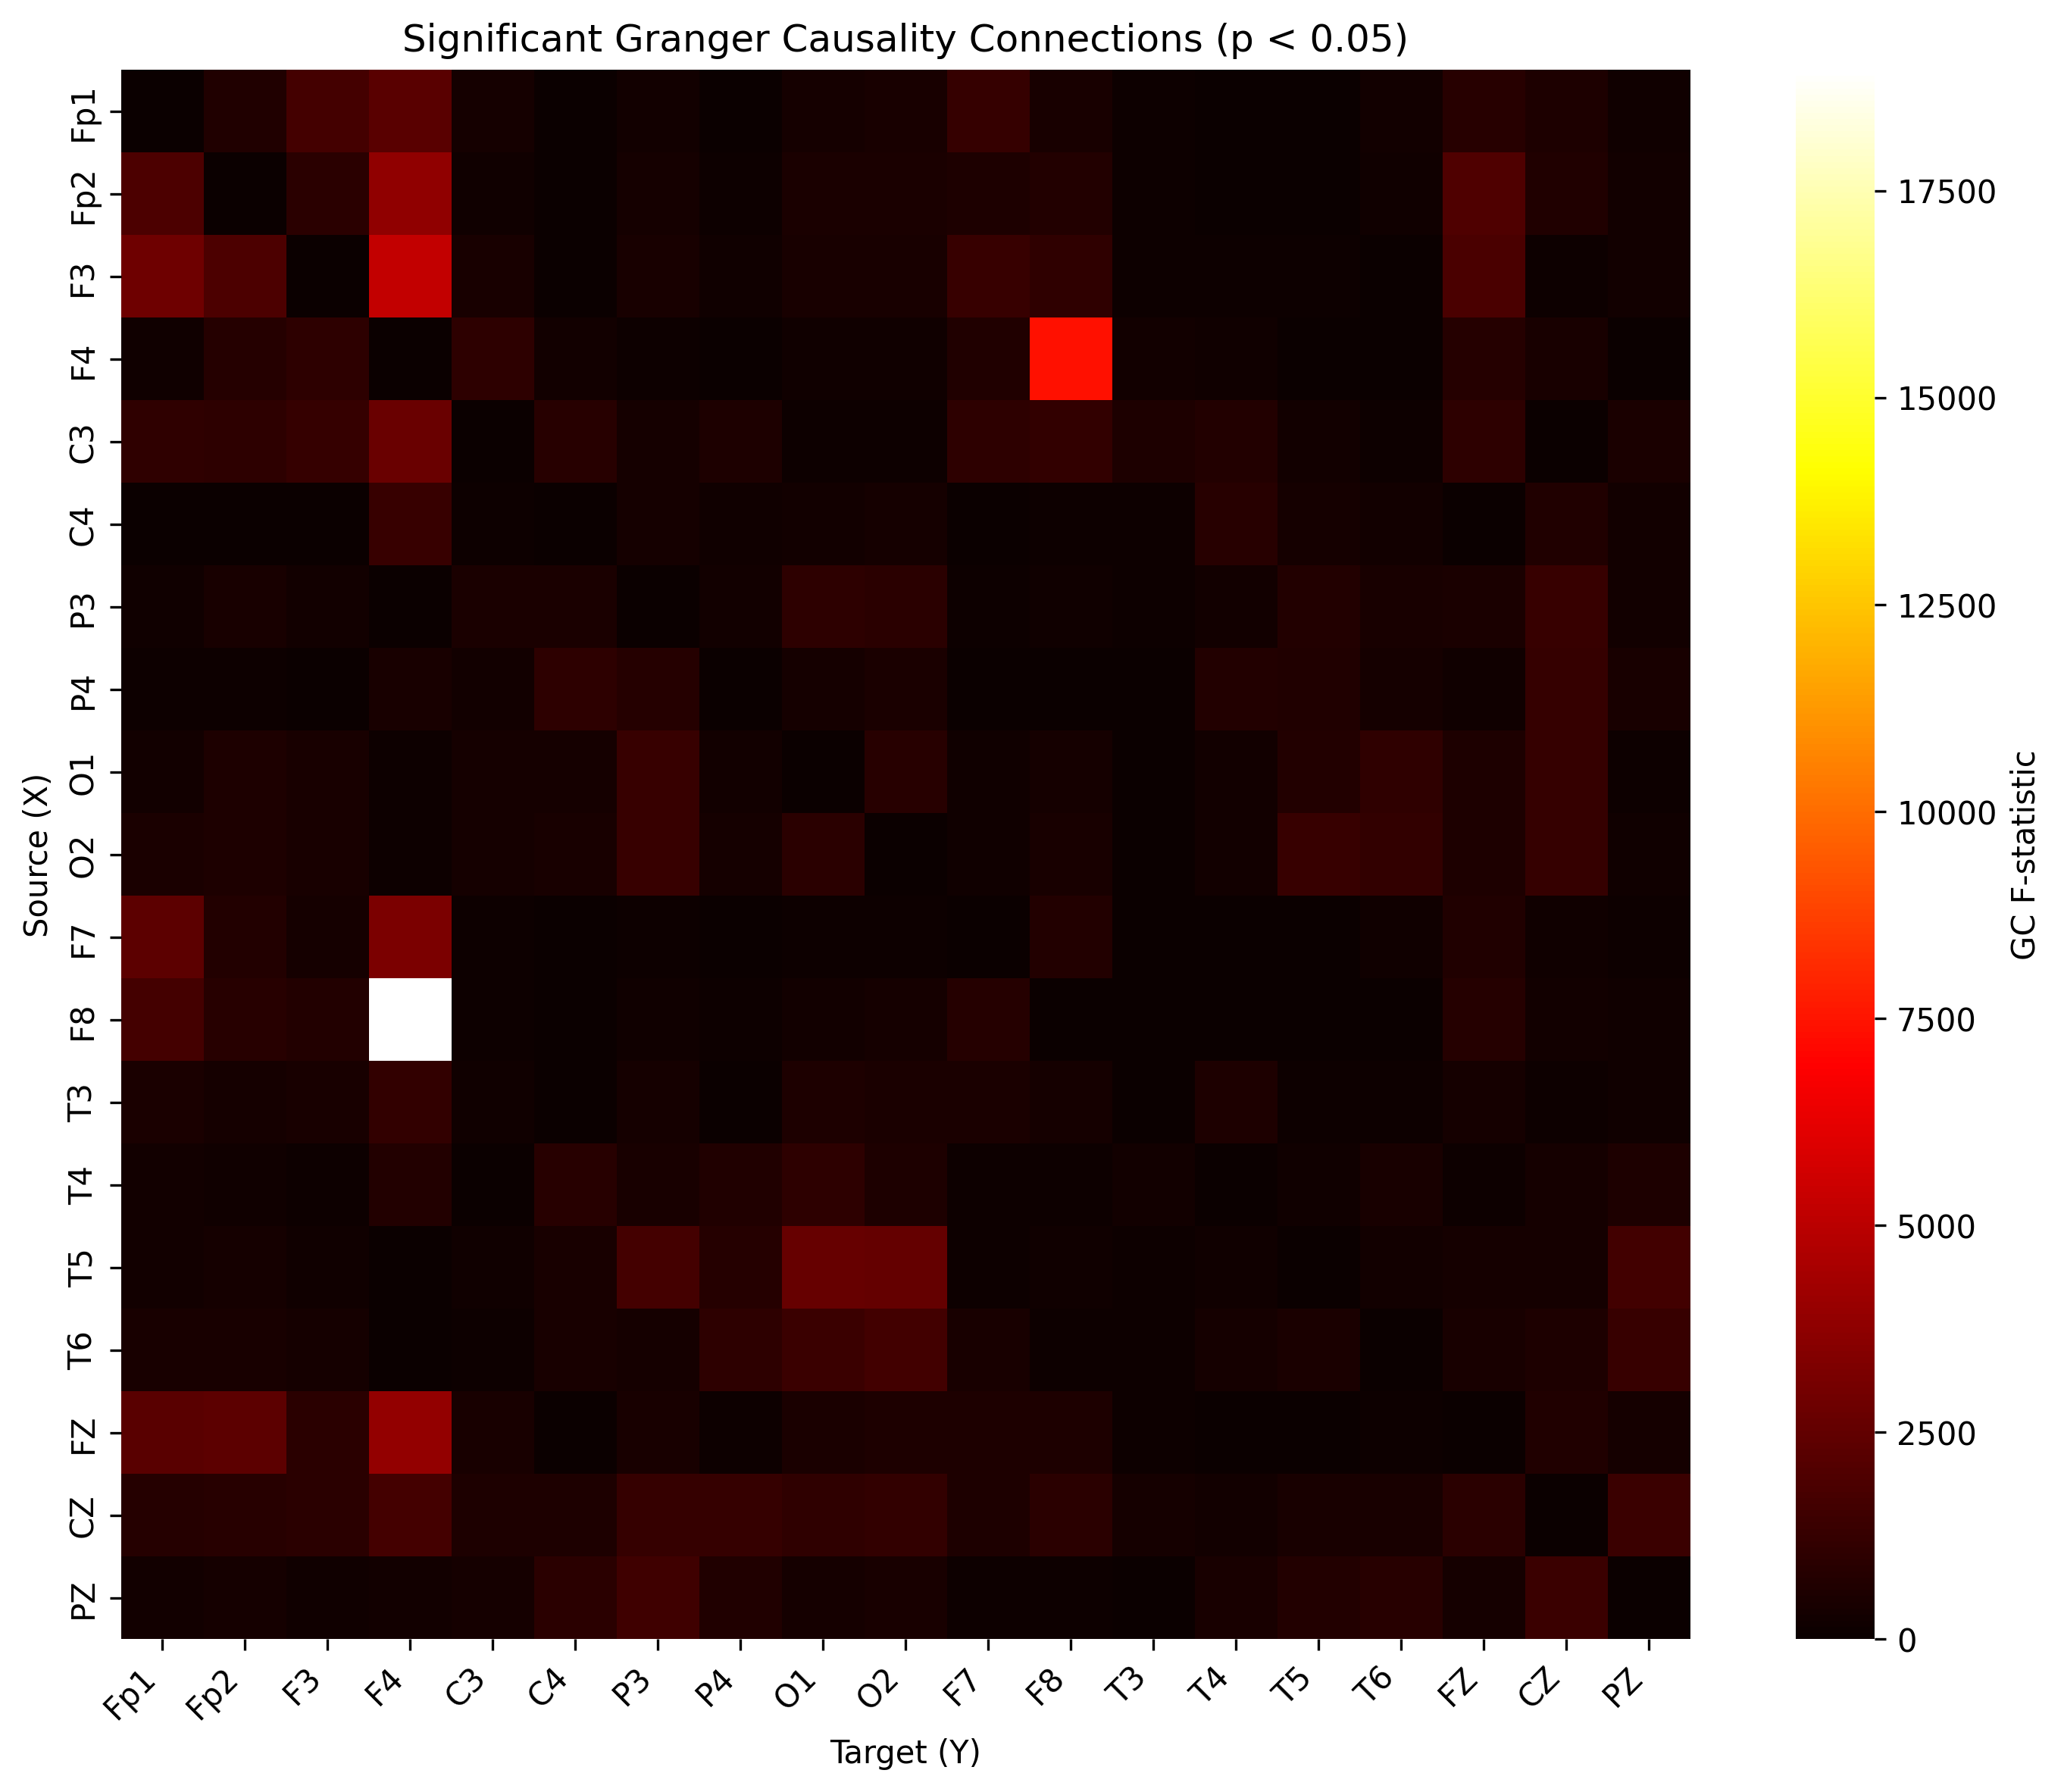 Significant Granger Causality Connections (p < 0.05)
Source (X)
Fp1
Fp2
F3
F4
C3
C4
P3
P4
O1
O2
F7
F8
T3
T4
T5
T6
FZ
CZ
PZ
Fp1 Fp2 F3 F4 C3 C4 P3 P4 O1 O2 F7 F8 T3 T4 T5 T6 FZ CZ PZ
Target (Y)
17500
15000
12500
10000
7500
5000
2500
0
GC F-statistic